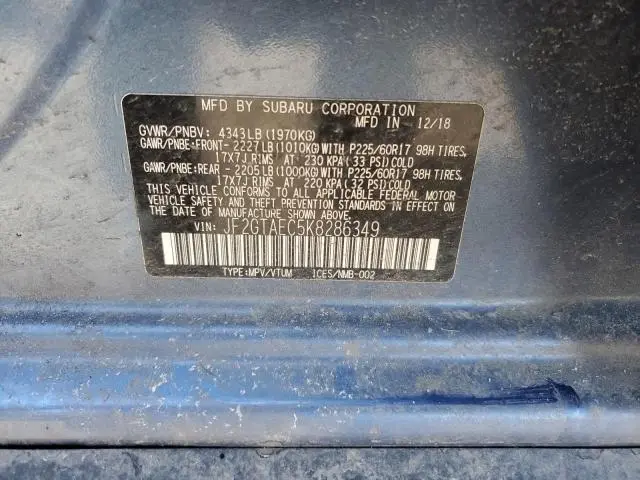 MFD BY SUBARU CORPORATION
MFD IN 12/18
GVWR/PNBV: 4343LB(1970KG)
GAWR/PNBE:FRONT- 2227LB(1010KG)WITH P225/60R17 98H TIRES,
17X7J RIMS AT 230 KPA(33 PSI)COLD
GAWR/PNBE:REAR - 2205LB(1000KG)WITH P225/60R17 98H TIRES,
17X7J RIMS AT 220 KPA(32 PSI)COLD
THIS VEHICLE CONFORMS TO ALL APPLICABLE FEDERAL MOTOR
VEHICLE SAFETY AND THEFT PREVENTION STANDARDS IN EFFECT ON
THE DATE OF MANUFACTURE SHOWN ABOVE.
VIN: JF2GTAEC5K8286349
TYPE:MPV/VTUM ICES/NMB-002